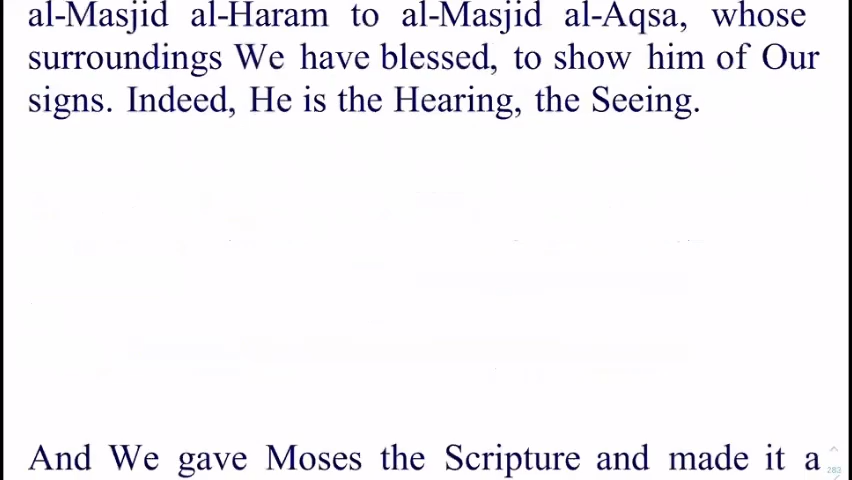 al-Masjid al-Haram to al-Masjid al-Aqsa, whose
surroundings We have blessed, to show him of Our
signs. Indeed, He is the Hearing, the Seeing.
And We gave Moses the Scripture and made it a
283